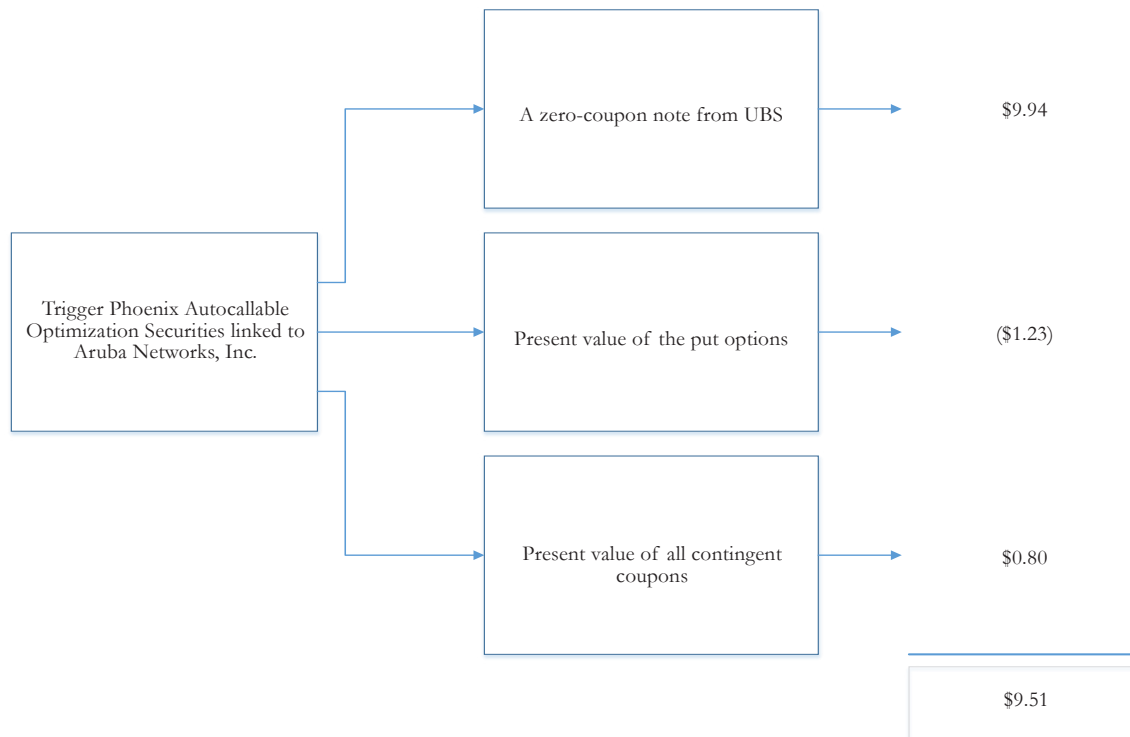 A zero-coupon note from UBS
$9.94
Trigger Phoenix Autocallable
Optimization Securities linked to
Aruba Networks, Inc.
Present value of the put options
($1.23)
Present value of all contingent
coupons
$0.80
$9.51